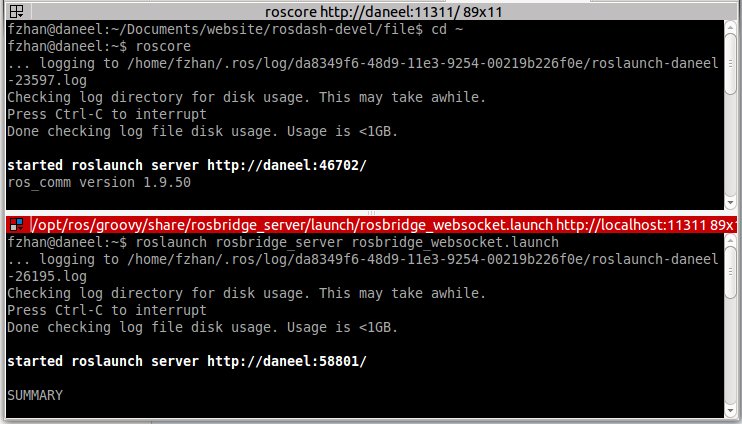 roscore http://daneel:11311/ 89x11
fzhan@daneel:~/Documents/website/rosdash-devel/file$ cd ~
fzhan@daneel:~$ roscore
... logging to /home/fzhan/.ros/log/da8349f6-48d9-11e3-9254-00219b226f0e/roslaunch-daneel
-23597.log
Checking log directory for disk usage. This may take awhile.
Press Ctrl-C to interrupt
Done checking log file disk usage. Usage is <1GB.
started roslaunch server http://daneel:46702/
ros_comm version 1.9.50
/opt/ros/groovy/share/rosbridge_server/launch/rosbridge_websocket.launch http://localhost:11311 89x1
fzhan@daneel:~$ roslaunch rosbridge_server rosbridge_websocket.launch
... logging to /home/fzhan/.ros/log/da8349f6-48d9-11e3-9254-00219b226f0e/roslaunch-daneel
-26195.log
Checking log directory for disk usage. This may take awhile.
Press Ctrl-C to interrupt
Done checking log file disk usage. Usage is <1GB.
started roslaunch server http://daneel:58801/
SUMMARY